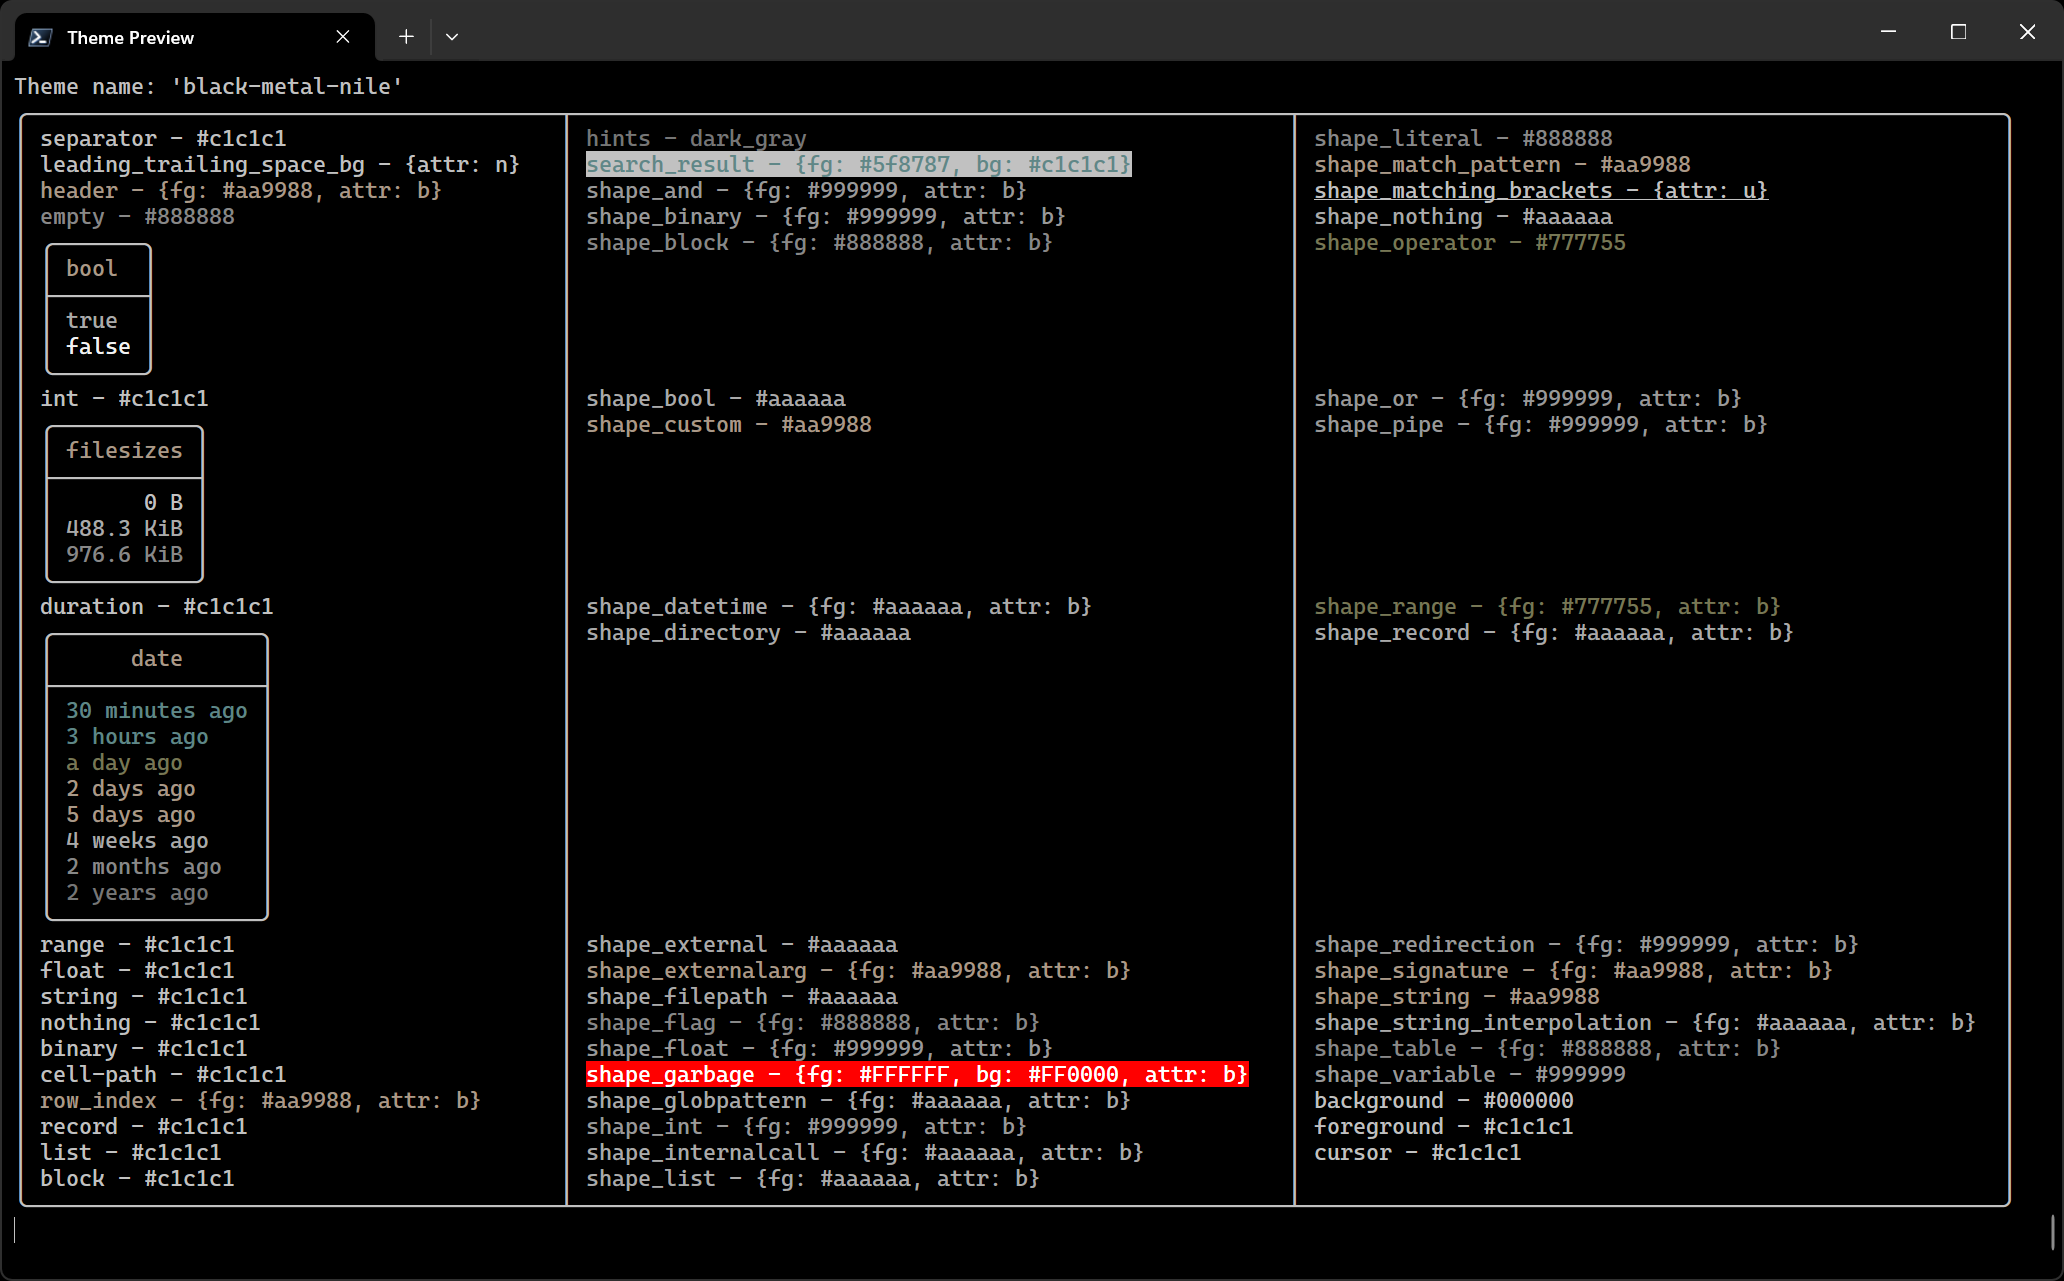 Theme Preview
Theme name: 'black-metal-nile'
separator - #c1c1c1
leading_trailing_space_bg - {attr: n}
header - {fg: #aa9988, attr: b}
empty - #888888
bool
true
false
int - #c1c1c1
filesizes
0 B
488.3 KiB
976.6 KiB
duration - #c1c1c1
date
30 minutes ago
3 hours ago
a day ago
2 days ago
5 days ago
4 weeks ago
2 months ago
2 years ago
range - #c1c1c1
float - #c1c1c1
string - #c1c1c1
nothing - #c1c1c1
binary - #c1c1c1
cell-path - #c1c1c1
row_index - {fg: #aa9988, attr: b}
record - #c1c1c1
list - #c1c1c1
block - #c1c1c1
hints - dark_gray
search_result - {fg: #5f8787, bg: #c1c1c1}
shape_and - {fg: #999999, attr: b}
shape_binary - {fg: #999999, attr: b}
shape_block - {fg: #888888, attr: b}
shape_bool - #aaaaaa
shape_custom - #aa9988
shape_datetime - {fg: #aaaaaa, attr: b}
shape_directory - #aaaaaa
shape_external - #aaaaaa
shape_externalarg - {fg: #aa9988, attr: b}
shape_filepath - #aaaaaa
shape_flag - {fg: #888888, attr: b}
shape_float - {fg: #999999, attr: b}
shape_garbage - {fg: #FFFFFF, bg: #FF0000, attr: b}
shape_globpattern - {fg: #aaaaaa, attr: b}
shape_int - {fg: #999999, attr: b}
shape_internalcall - {fg: #aaaaaa, attr: b}
shape_list - {fg: #aaaaaa, attr: b}
shape_literal - #888888
shape_match_pattern - #aa9988
shape_matching_brackets - {attr: u}
shape_nothing - #aaaaaa
shape_operator - #777755
shape_or - {fg: #999999, attr: b}
shape_pipe - {fg: #999999, attr: b}
shape_range - {fg: #777755, attr: b}
shape_record - {fg: #aaaaaa, attr: b}
shape_redirection - {fg: #999999, attr: b}
shape_signature - {fg: #aa9988, attr: b}
shape_string - #aa9988
shape_string_interpolation - {fg: #aaaaaa, attr: b}
shape_table - {fg: #888888, attr: b}
shape_variable - #999999
background - #000000
foreground - #c1c1c1
cursor - #c1c1c1